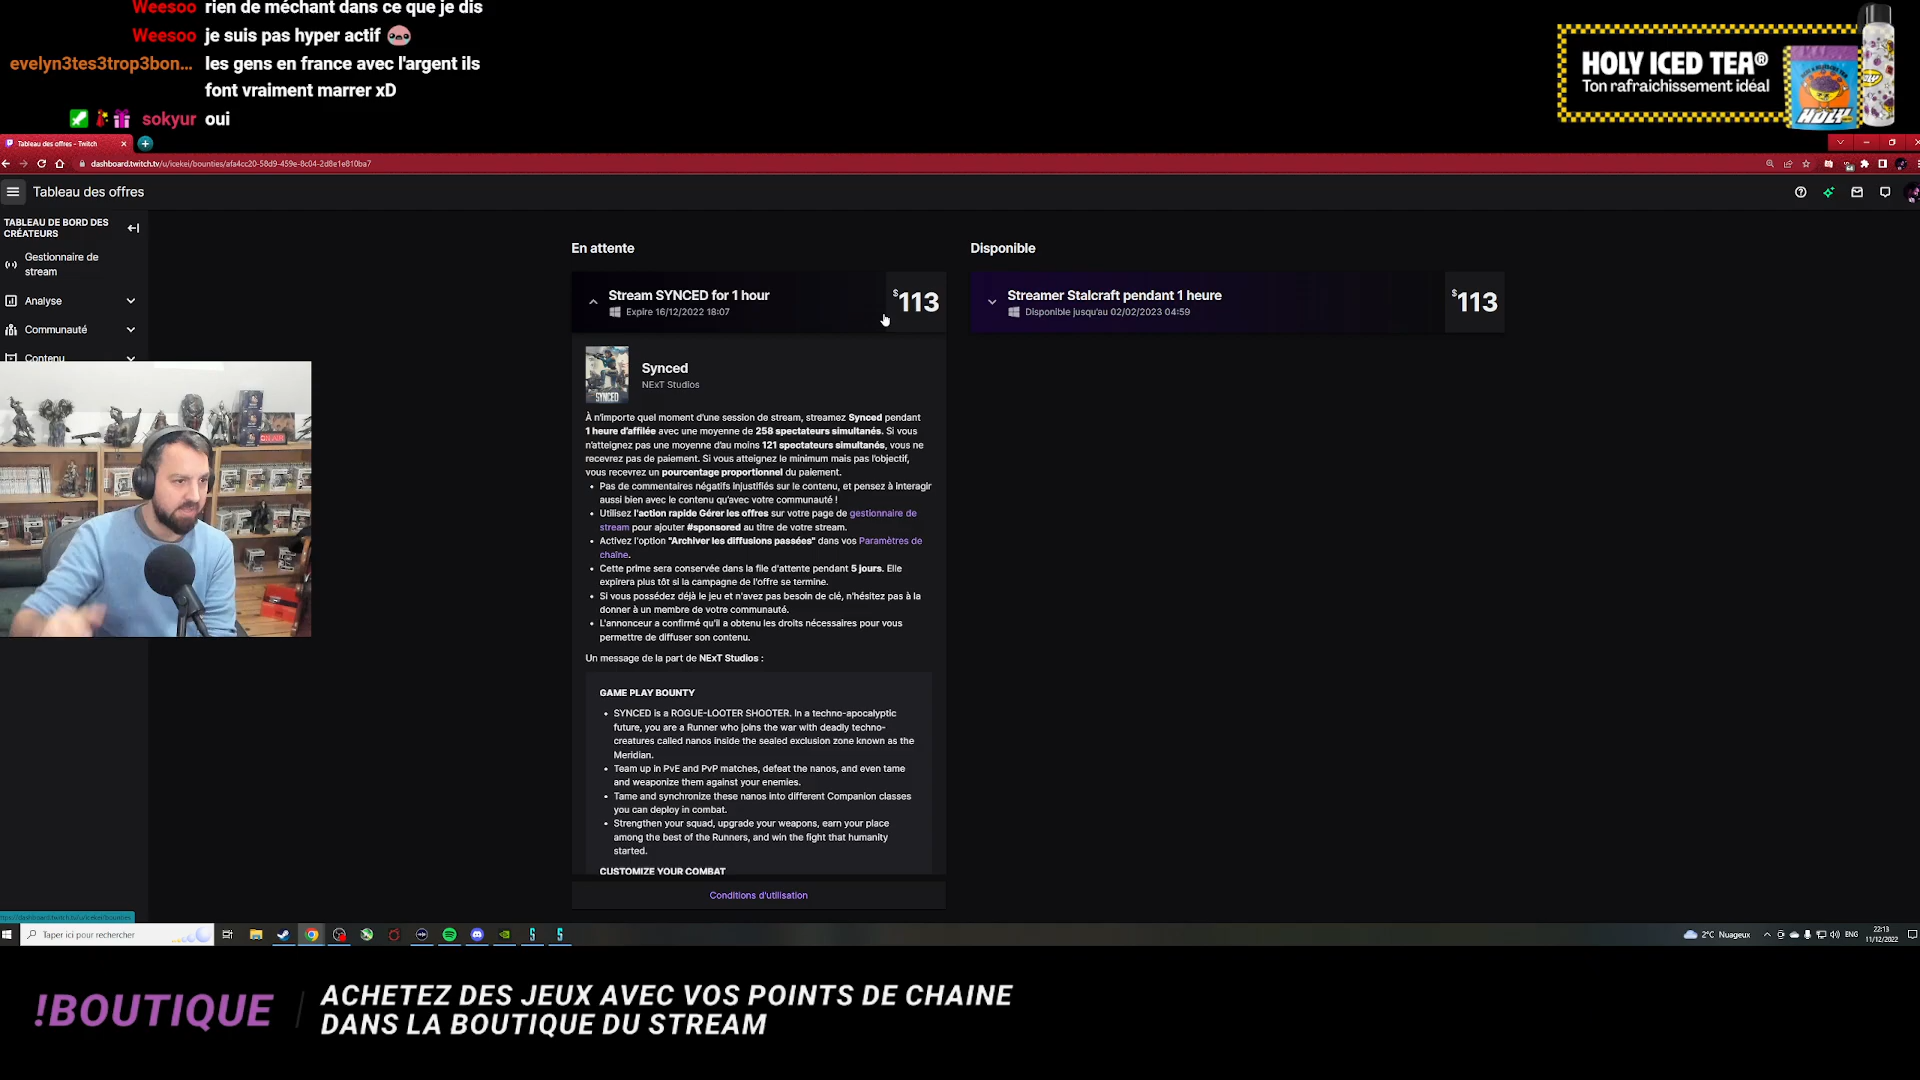 Weesoo rien de méchant dans ce que je dis
Weesoo je suis pas hyper actif
evelyn3tes3trop3bon... les gens en france avec l'argent ils
font vraiment marrer xD
sokyur oui
HOLY ICED TEA®
Ton rafraichissement idéal
HOLY
Tableau des offres - Twitch
dashboard.twitch.tv/u/icekei/bounties/afa4cc20-58d9-459e-8c04-2d8e1e810ba7
Tableau des offres
TABLEAU DE BORD DES
CRÉATEURS
Gestionnaire de
stream
Analyse
Communauté
Contenu
En attente
Stream SYNCED for 1 hour
Expire 16/12/2022 18:07
$113
SYNCED
Synced
NExT Studios
À n'importe quel moment d'une session de stream, streamez Synced pendant
1 heure d'affilée avec une moyenne de 258 spectateurs simultanés. Si vous
n'atteignez pas une moyenne d'au moins 121 spectateurs simultanés, vous ne
recevrez pas de paiement. Si vous atteignez le minimum mais pas l'objectif,
vous recevrez un pourcentage proportionnel du paiement.
• Pas de commentaires négatifs injustifiés sur le contenu, et pensez à interagir
aussi bien avec le contenu qu'avec votre communauté !
• Utilisez l'action rapide Gérer les offres sur votre page de gestionnaire de
stream pour ajouter #sponsored au titre de votre stream.
• Activez l'option "Archiver les diffusions passées" dans vos Paramètres de
chaîne.
• Cette prime sera conservée dans la file d'attente pendant 5 jours. Elle
expirera plus tôt si la campagne de l'offre se termine.
• Si vous possédez déjà le jeu et n'avez pas besoin de clé, n'hésitez pas à la
donner à un membre de votre communauté.
• L'annonceur a confirmé qu'il a obtenu les droits nécessaires pour vous
permettre de diffuser son contenu.
Un message de la part de NExT Studios :
GAME PLAY BOUNTY
• SYNCED is a ROGUE-LOOTER SHOOTER. In a techno-apocalyptic
future, you are a Runner who joins the war with deadly techno-
creatures called nanos inside the sealed exclusion zone known as the
Meridian.
• Team up in PvE and PvP matches, defeat the nanos, and even tame
and weaponize them against your enemies.
• Tame and synchronize these nanos into different Companion classes
you can deploy in combat.
• Strengthen your squad, upgrade your weapons, earn your place
among the best of the Runners, and win the fight that humanity
started.
CUSTOMIZE YOUR COMBAT
Conditions d'utilisation
Disponible
Streamer Stalcraft pendant 1 heure
Disponible jusqu'au 02/02/2023 04:59
$113
Taper ici pour rechercher
2°C Nuageux
ENG
22:13
11/12/2022
!BOUTIQUE
ACHETEZ DES JEUX AVEC VOS POINTS DE CHAINE
DANS LA BOUTIQUE DU STREAM